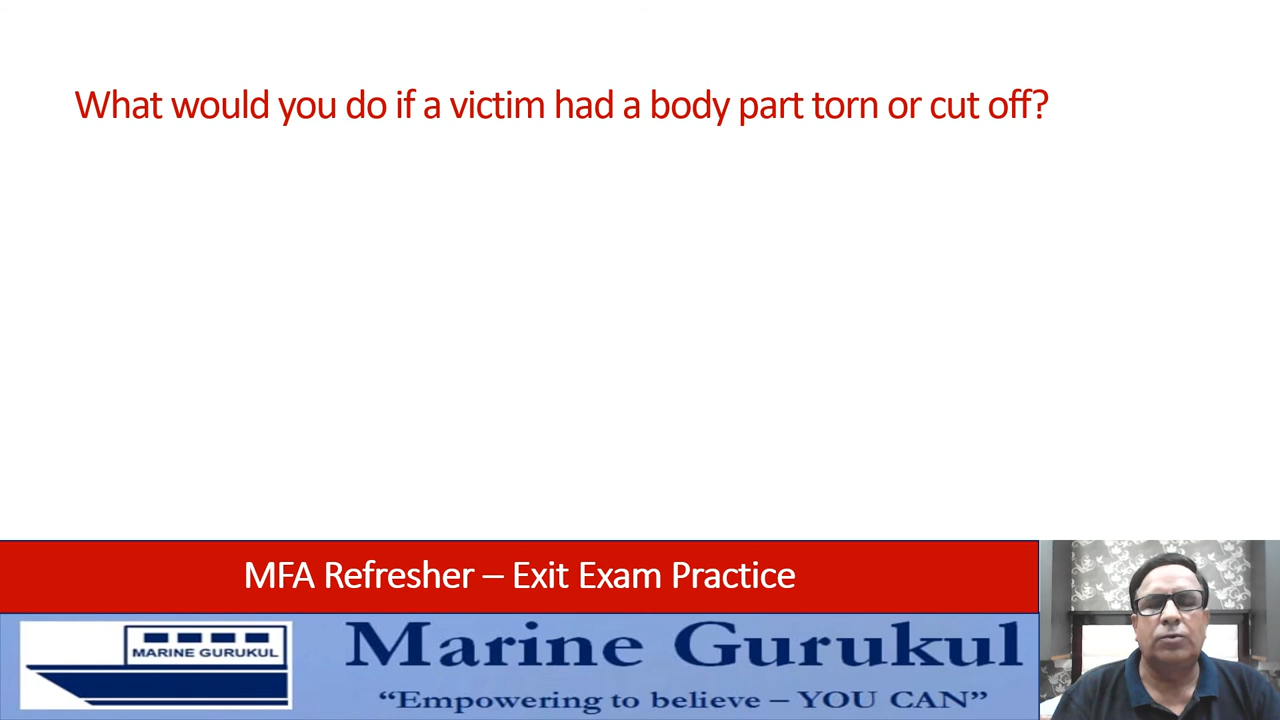 What would you do if a victim had a body part torn or cut off?
MFA Refresher – Exit Exam Practice
MARINE GURUKUL
Marine Gurukul
“Empowering to believe – YOU CAN”